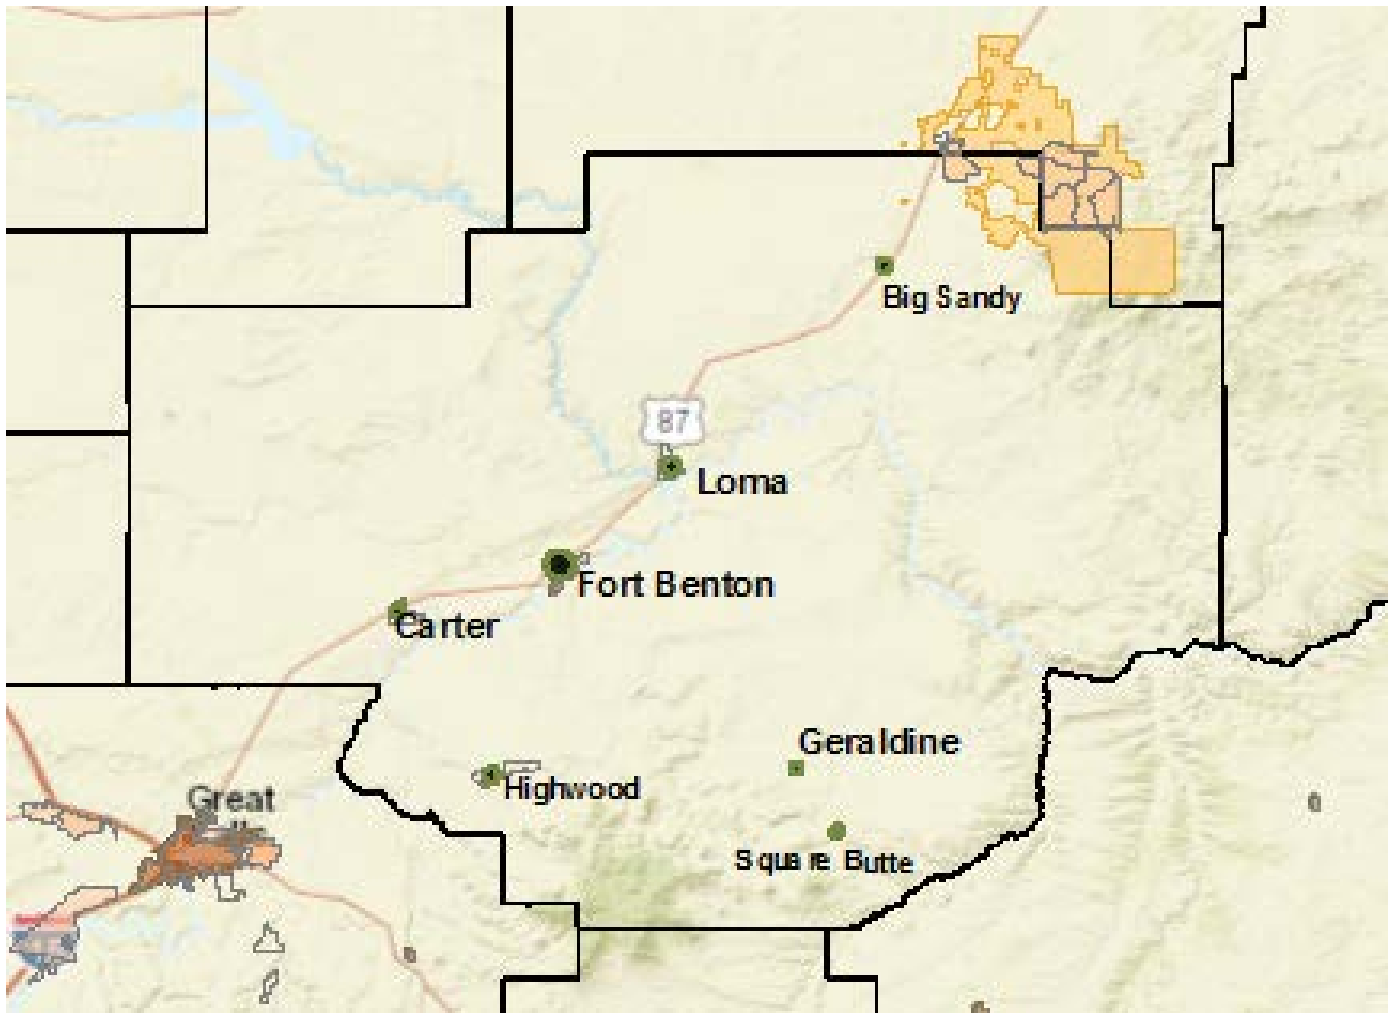 Big Sandy
87
Loma
Fort Benton
Carter
Geraldine
Highwood
Great
Square Butte